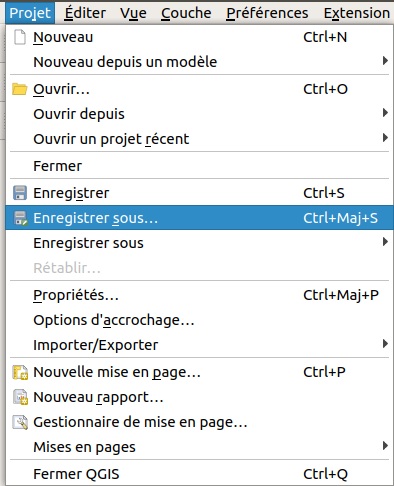 Projet Éditer Vue Couche Préférences Extension
Nouveau Ctrl+N
Nouveau depuis un modèle
Ouvrir... Ctrl+O
Ouvrir depuis
Ouvrir un projet récent
Fermer
Enregistrer Ctrl+S
Enregistrer sous... Ctrl+Maj+S
Enregistrer sous
Rétablir...
Propriétés... Ctrl+Maj+P
Options d'accrochage...
Importer/Exporter
Nouvelle mise en page... Ctrl+P
Nouveau rapport...
Gestionnaire de mise en page...
Mises en pages
Fermer QGIS Ctrl+Q